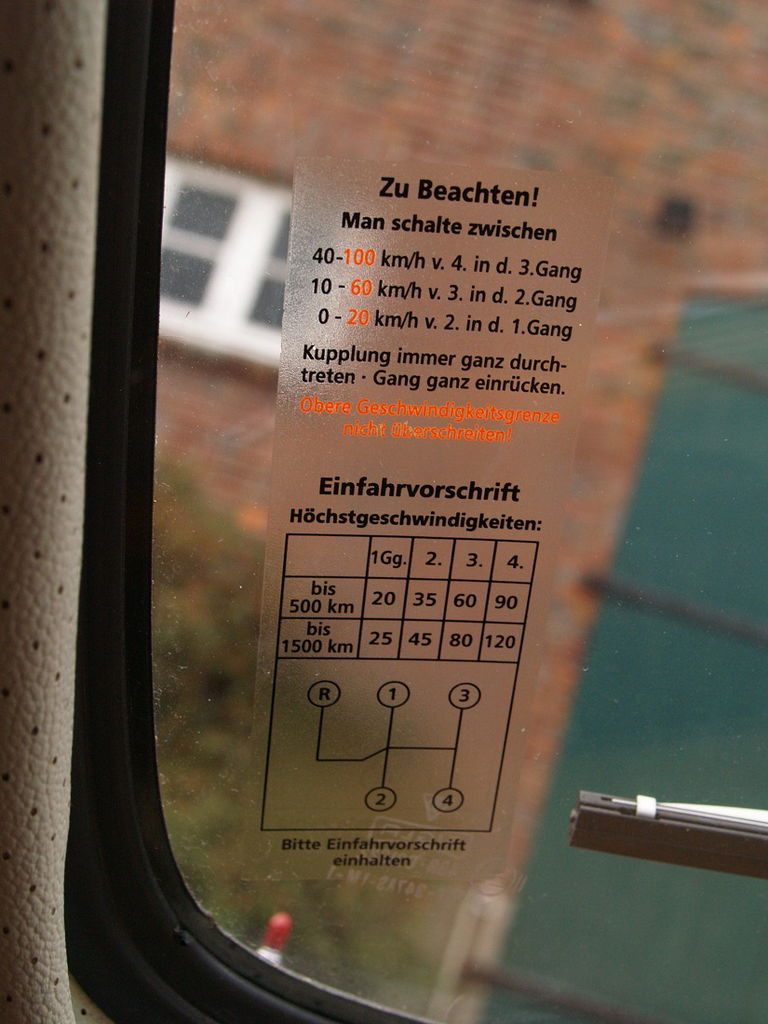 Zu Beachten!
Man schalte zwischen
40-100 km/h v. 4. in d. 3.Gang
10 - 60 km/h v. 3. in d. 2.Gang
0 - 20 km/h v. 2. in d. 1.Gang
Kupplung immer ganz durch-
treten · Gang ganz einrücken.
Obere Geschwindigkeitsgrenze
nicht überschreiten!
Einfahrvorschrift
Höchstgeschwindigkeiten:
1Gg. 2. 3. 4.
bis
500 km 20 35 60 90
bis
1500 km 25 45 80 120
R 1 3
2 4
Bitte Einfahrvorschrift
einhalten